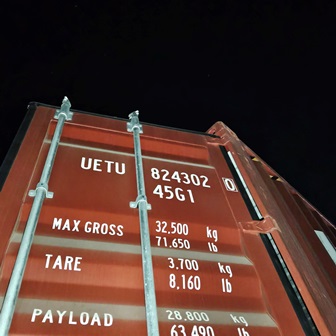 UETU 824302 0
45G1
MAX GROSS 32,500 kg
71,650 lb
TARE 3,700 kg
8,160 lb
PAYLOAD 28,800 kg
63,490 lb